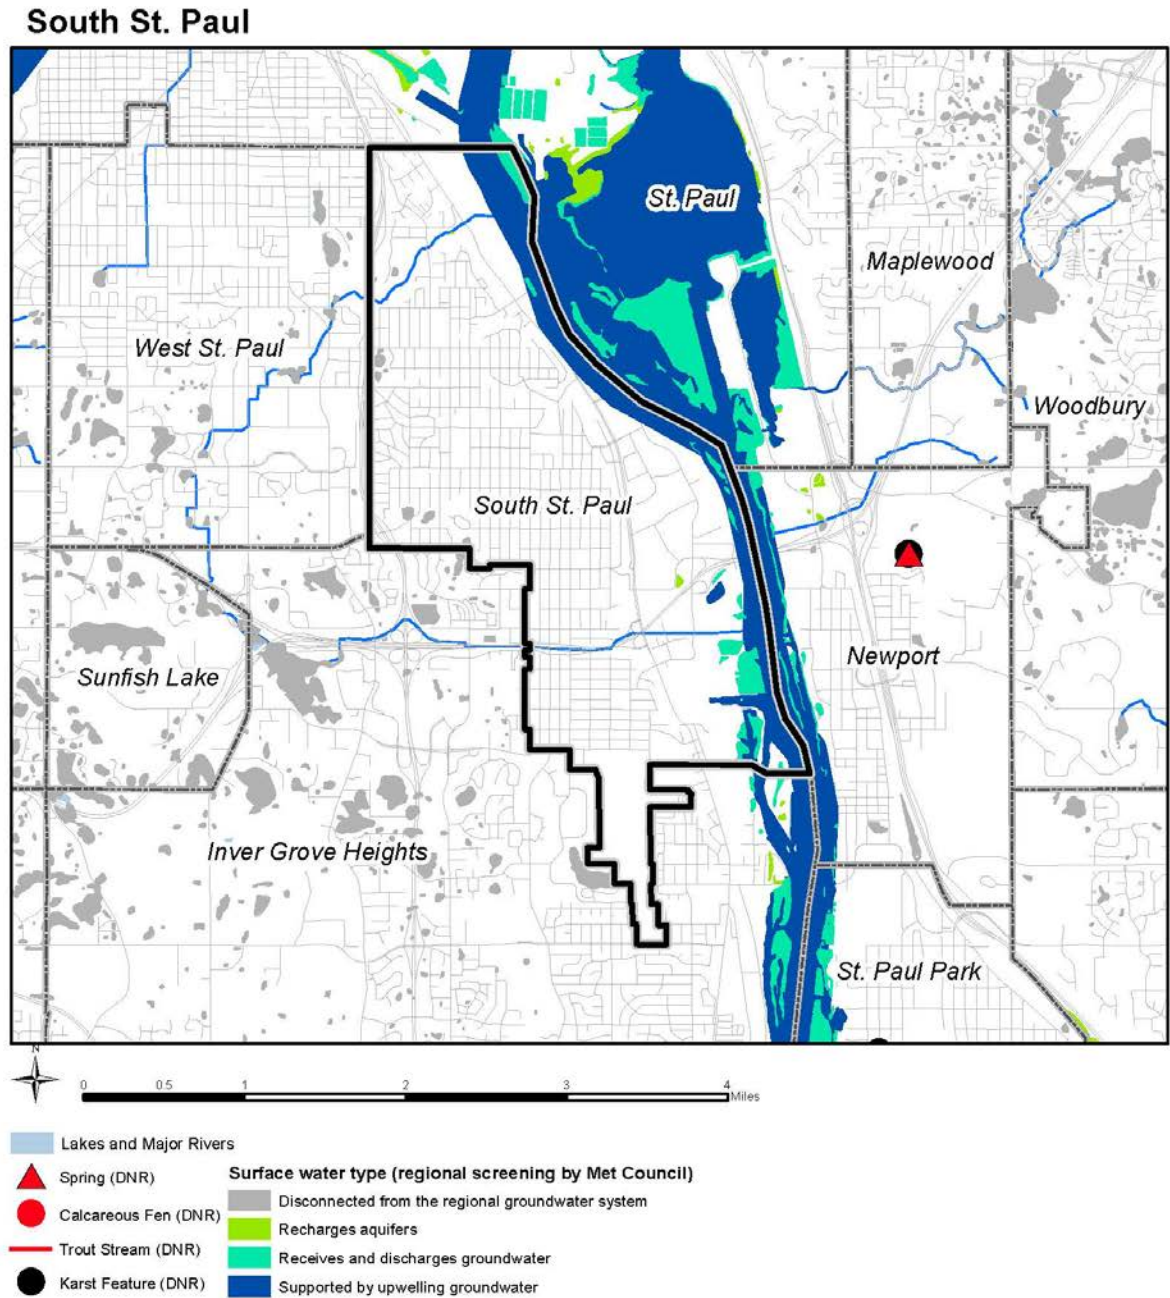 South St. Paul
St. Paul
Maplewood
West St. Paul
Woodbury
South St. Paul
Newport
Sunfish Lake
Inver Grove Heights
St. Paul Park
N
0 0.5 1 2 3 4
Miles
Lakes and Major Rivers
Spring (DNR)
Calcareous Fen (DNR)
Trout Stream (DNR)
Karst Feature (DNR)
Surface water type (regional screening by Met Council)
Disconnected from the regional groundwater system
Recharges aquifers
Receives and discharges groundwater
Supported by upwelling groundwater